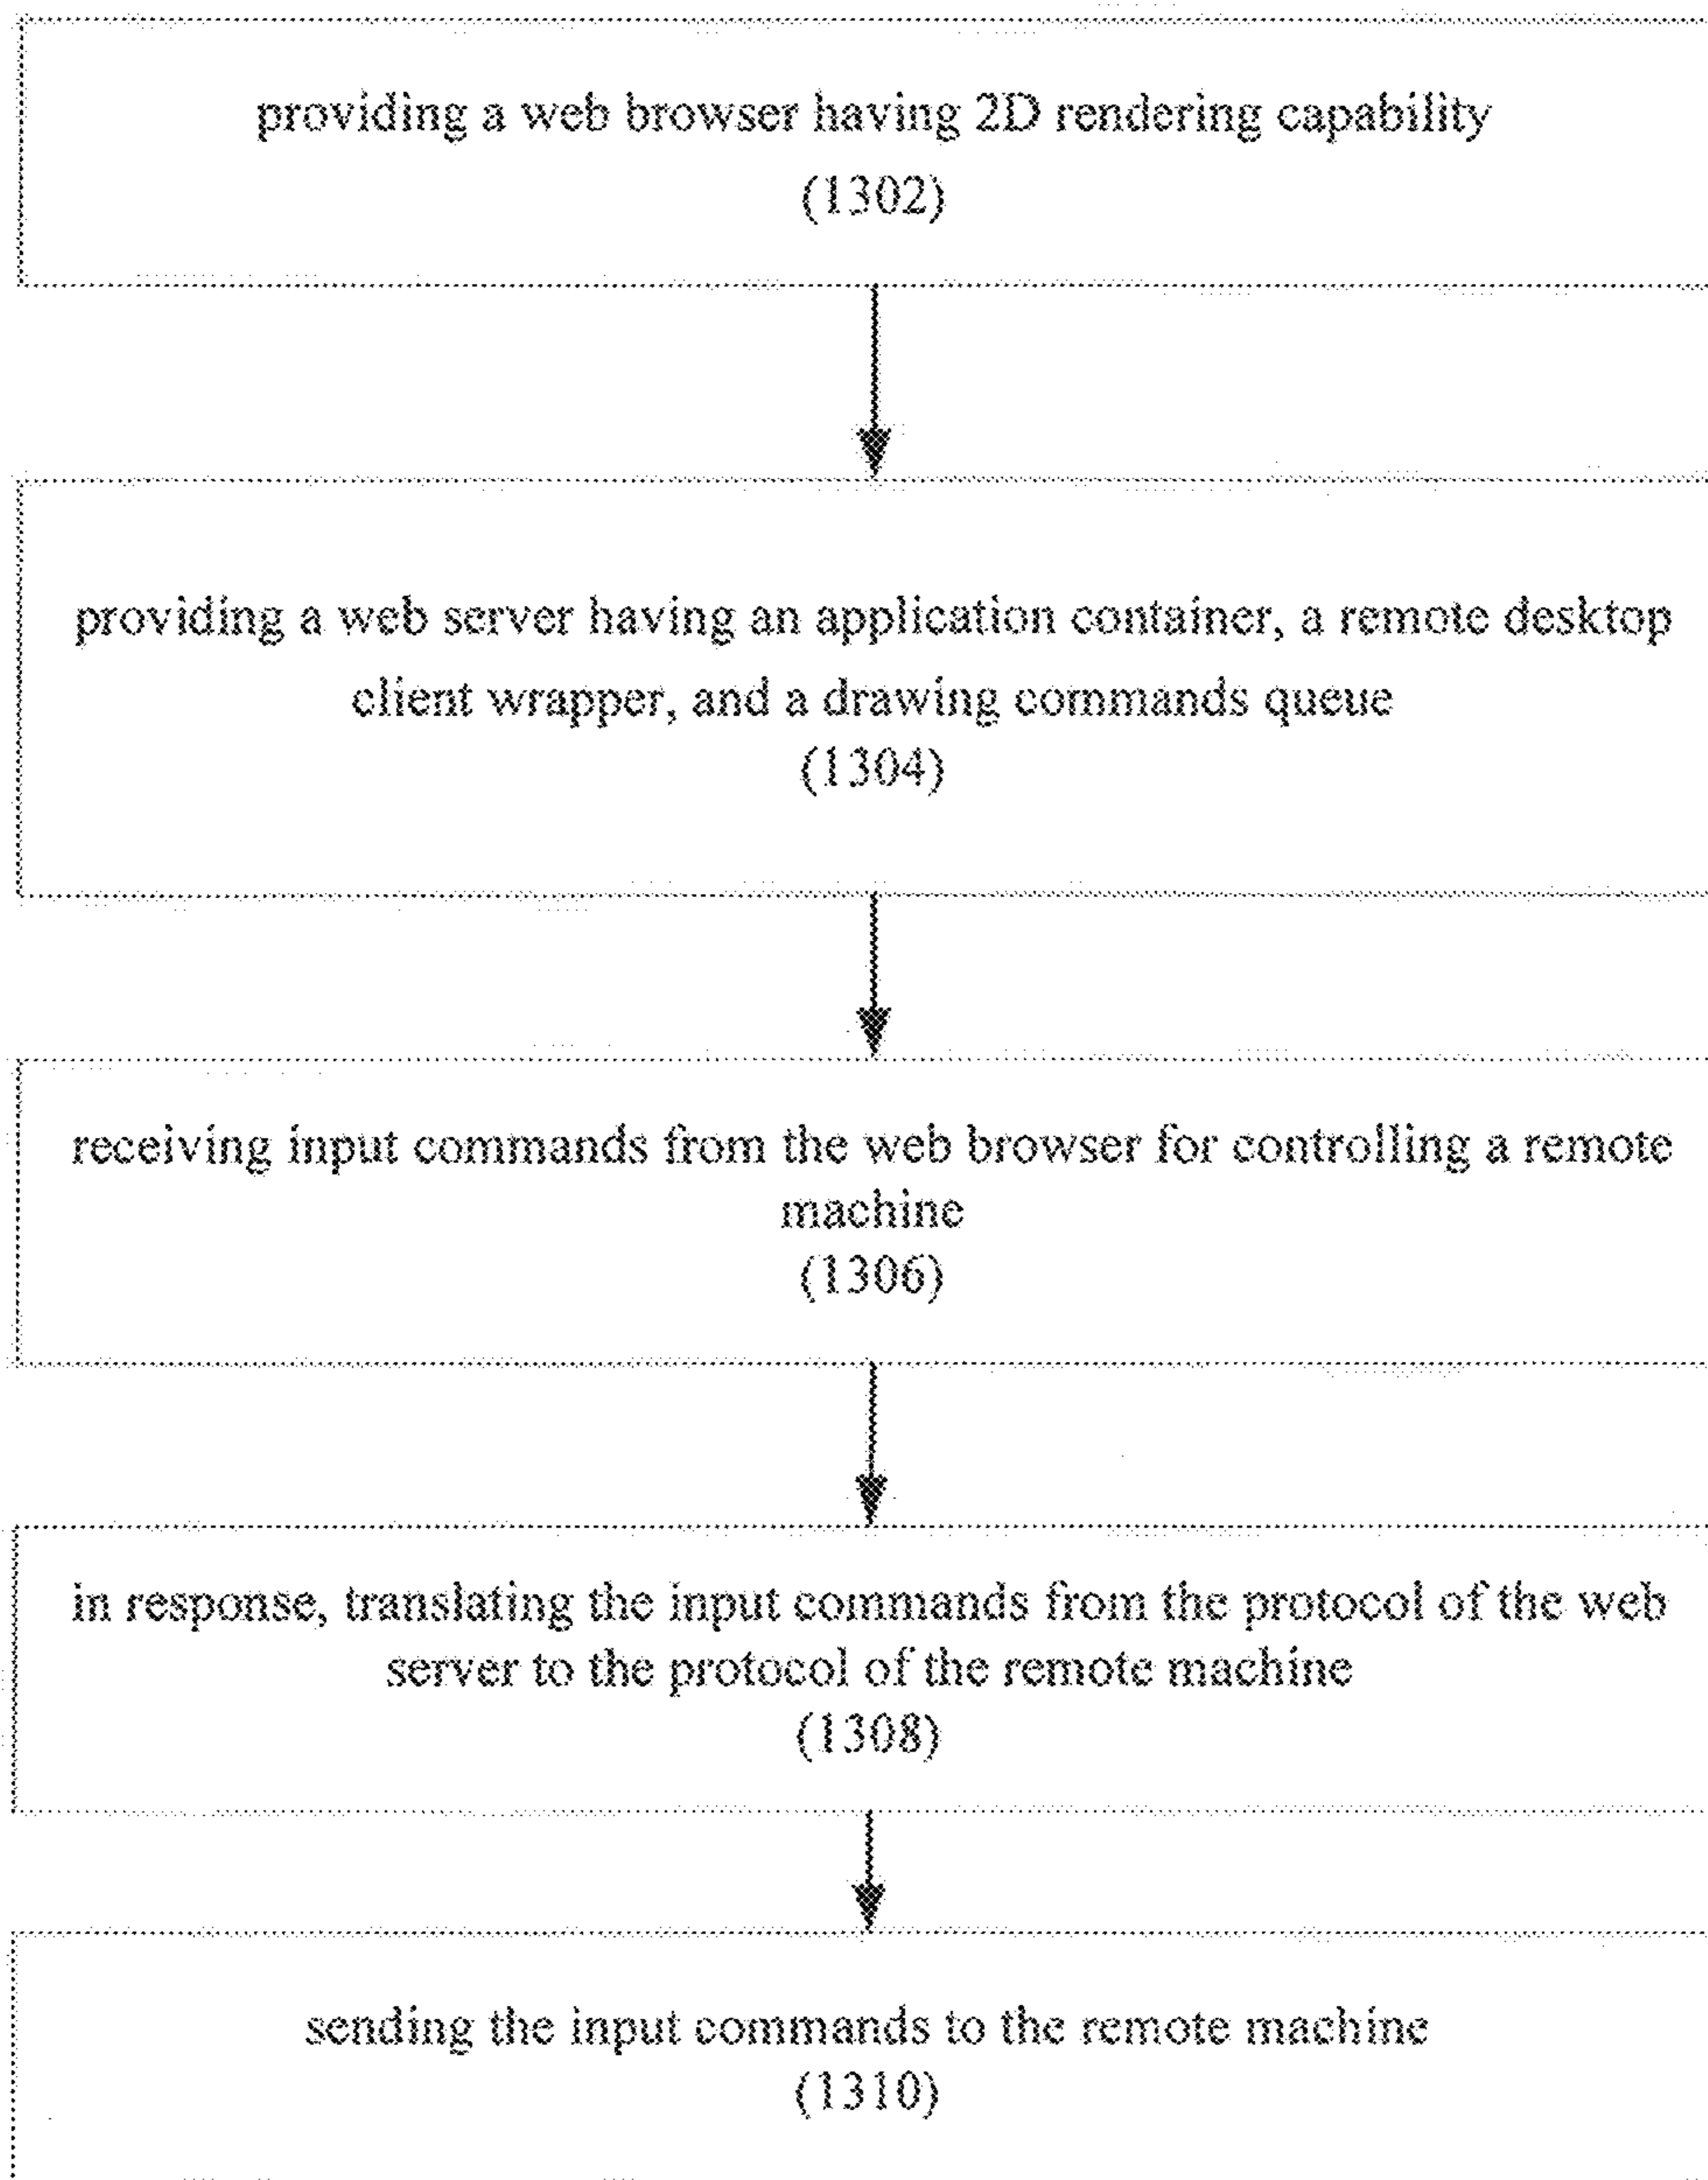 providing a web browser having 2D rendering capability
(1302)
providing a web server having an application container, a remote desktop
client wrapper, and a drawing commands queue
(1304)
receiving input commands from the web browser for controlling a remote
machine
(1306)
in response, translating the input commands from the protocol of the web
server to the protocol of the remote machine
(1308)
sending the input commands to the remote machine
(1310)